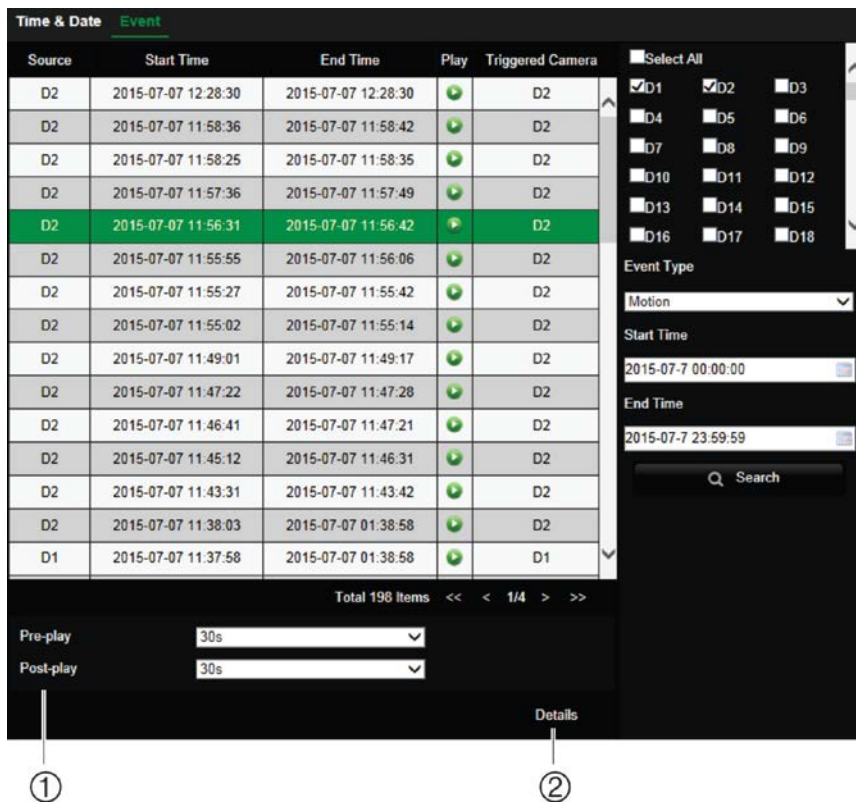 Time & Date Event
Source Start Time End Time Play Triggered Camera
D2 2015-07-07 12:28:30 2015-07-07 12:28:30 D2
D2 2015-07-07 11:58:36 2015-07-07 11:58:42 D2
D2 2015-07-07 11:58:25 2015-07-07 11:58:35 D2
D2 2015-07-07 11:57:36 2015-07-07 11:57:49 D2
D2 2015-07-07 11:56:31 2015-07-07 11:56:42 D2
D2 2015-07-07 11:55:55 2015-07-07 11:56:06 D2
D2 2015-07-07 11:55:27 2015-07-07 11:55:42 D2
D2 2015-07-07 11:55:02 2015-07-07 11:55:14 D2
D2 2015-07-07 11:49:01 2015-07-07 11:49:17 D2
D2 2015-07-07 11:47:22 2015-07-07 11:47:28 D2
D2 2015-07-07 11:46:41 2015-07-07 11:47:21 D2
D2 2015-07-07 11:45:12 2015-07-07 11:46:31 D2
D2 2015-07-07 11:43:31 2015-07-07 11:43:42 D2
D2 2015-07-07 11:38:03 2015-07-07 01:38:58 D2
D1 2015-07-07 11:37:58 2015-07-07 01:38:58 D1
Total 198 Items << < 1/4 > >>
Pre-play 30s
Post-play 30s
Details
Select All
D1 D2 D3
D4 D5 D6
D7 D8 D9
D10 D11 D12
D13 D14 D15
D16 D17 D18
Event Type
Motion
Start Time
2015-07-7 00:00:00
End Time
2015-07-7 23:59:59
Search
① ②